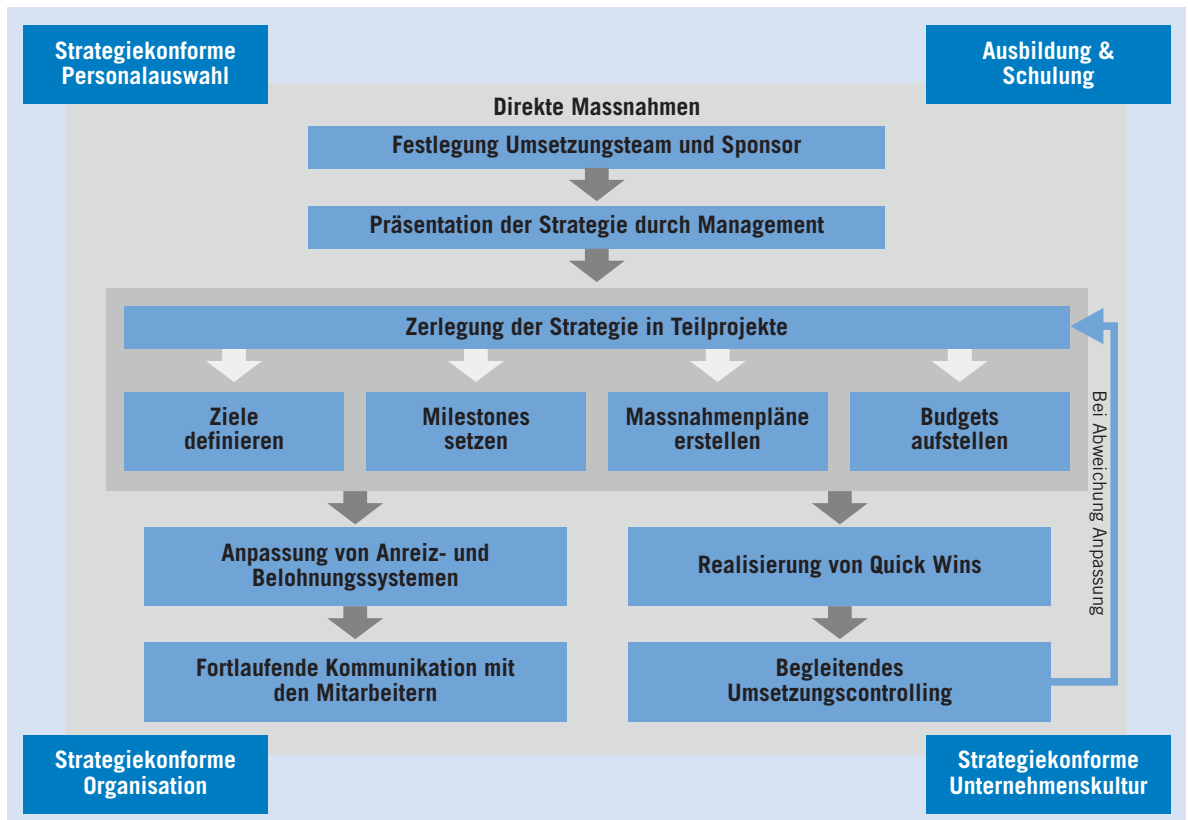 Strategiekonforme
Personalauswahl
Ausbildung &
Schulung
Direkte Massnahmen
Festlegung Umsetzungsteam und Sponsor
Präsentation der Strategie durch Management
Zerlegung der Strategie in Teilprojekte
Ziele
definieren
Milestones
setzen
Massnahmenpläne
erstellen
Budgets
aufstellen
Bei Abweichung Anpassung
Anpassung von Anreiz- und
Belohnungssystemen
Realisierung von Quick Wins
Fortlaufende Kommunikation mit
den Mitarbeitern
Begleitendes
Umsetzungscontrolling
Strategiekonforme
Organisation
Strategiekonforme
Unternehmenskultur